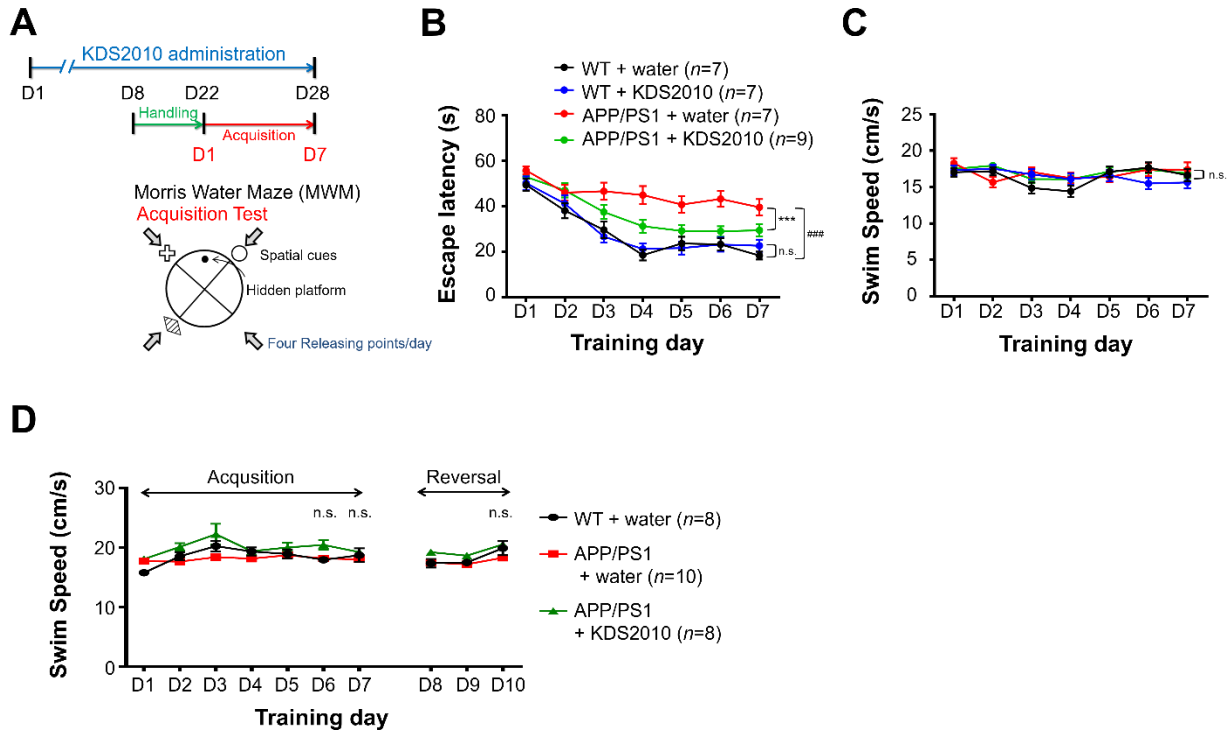 A
KDS2010 administration
D1
D8
D22
D28
Handling
Acquisition
D1
D7
Morris Water Maze (MWM)
Acquisition Test
Spatial cues
Hidden platform
Four Releasing points/day
B
WT + water (n=7)
WT + KDS2010 (n=7)
APP/PS1 + water (n=7)
APP/PS1 + KDS2010 (n=9)
Escape latency (s)
80
60
40
20
0
***
###
n.s.
D1 D2 D3 D4 D5 D6 D7
Training day
C
Swim Speed (cm/s)
25
20
15
10
5
0
n.s.
D1 D2 D3 D4 D5 D6 D7
Training day
D
Acqusition
Reversal
Swim Speed (cm/s)
30
20
10
0
n.s. n.s.
n.s.
D1 D2 D3 D4 D5 D6 D7
D8 D9 D10
Training day
WT + water (n=8)
APP/PS1
+ water (n=10)
APP/PS1
+ KDS2010 (n=8)